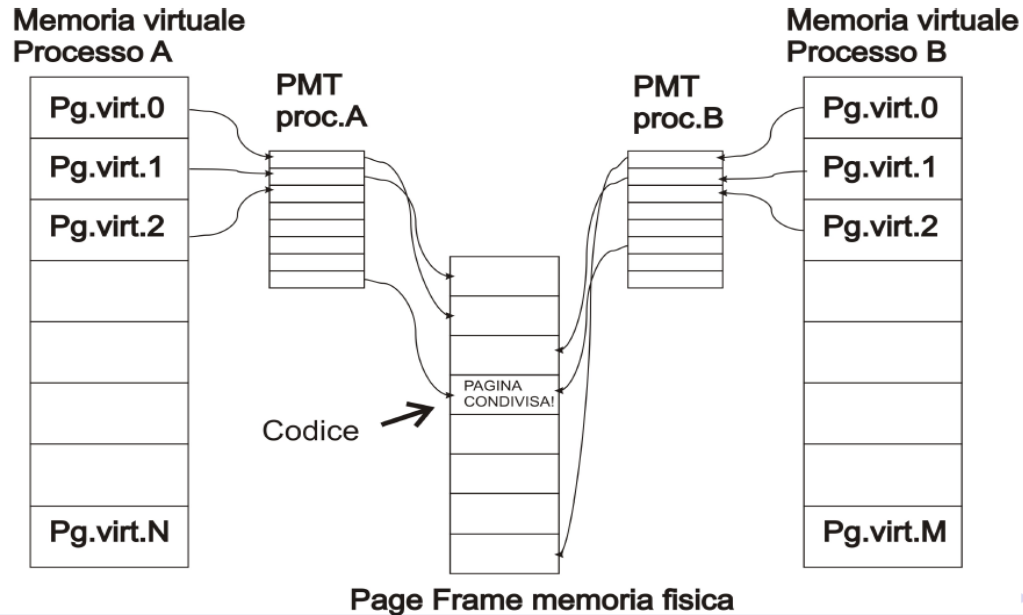 Memoria virtuale
Processo A
Memoria virtuale
Processo B
PMT
proc.A
PMT
proc.B
Pg.virt.0
Pg.virt.1
Pg.virt.2
Pg.virt.N
Pg.virt.0
Pg.virt.1
Pg.virt.2
Pg.virt.M
PAGINA
CONDIVISA!
Codice
Page Frame memoria fisica